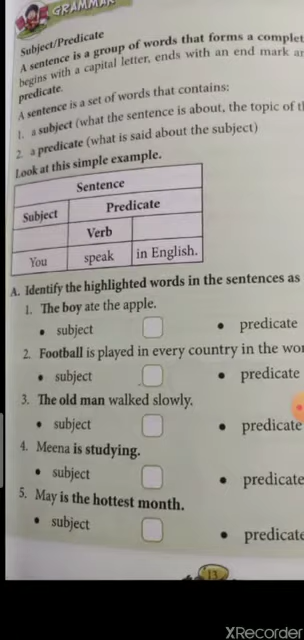 GRAMMAR
Subject/Predicate
A sentence is a group of words that forms a complet
begins with a capital letter, ends with an end mark an
predicate.
A sentence is a set of words that contains:
1. a subject (what the sentence is about, the topic of th
2. a predicate (what is said about the subject)
Look at this simple example.
Sentence
Subject Predicate
Verb
You speak in English.
A. Identify the highlighted words in the sentences as
1. The boy ate the apple.
• subject • predicate
2. Football is played in every country in the wor
• subject • predicate
3. The old man walked slowly.
• subject • predicate
4. Meena is studying.
• subject • predicate
5. May is the hottest month.
• subject • predicate
13
XRecorder